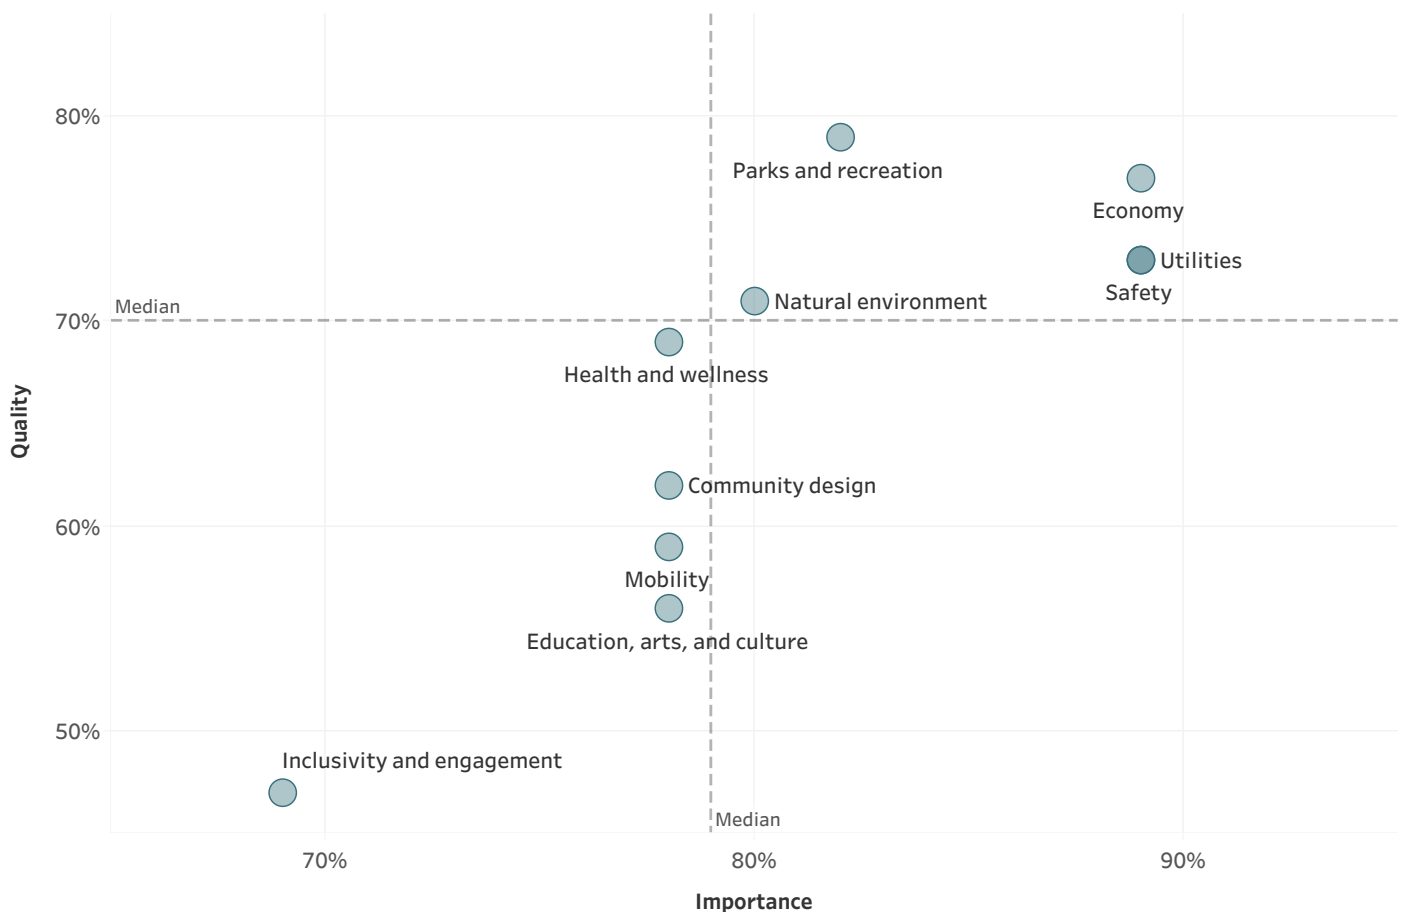 80%
Parks and recreation
Economy
Utilities
Safety
Natural environment
Median
70%
Health and wellness
Quality
Community design
60%
Mobility
Education, arts, and culture
50%
Inclusivity and engagement
Median
70%
80%
90%
Importance